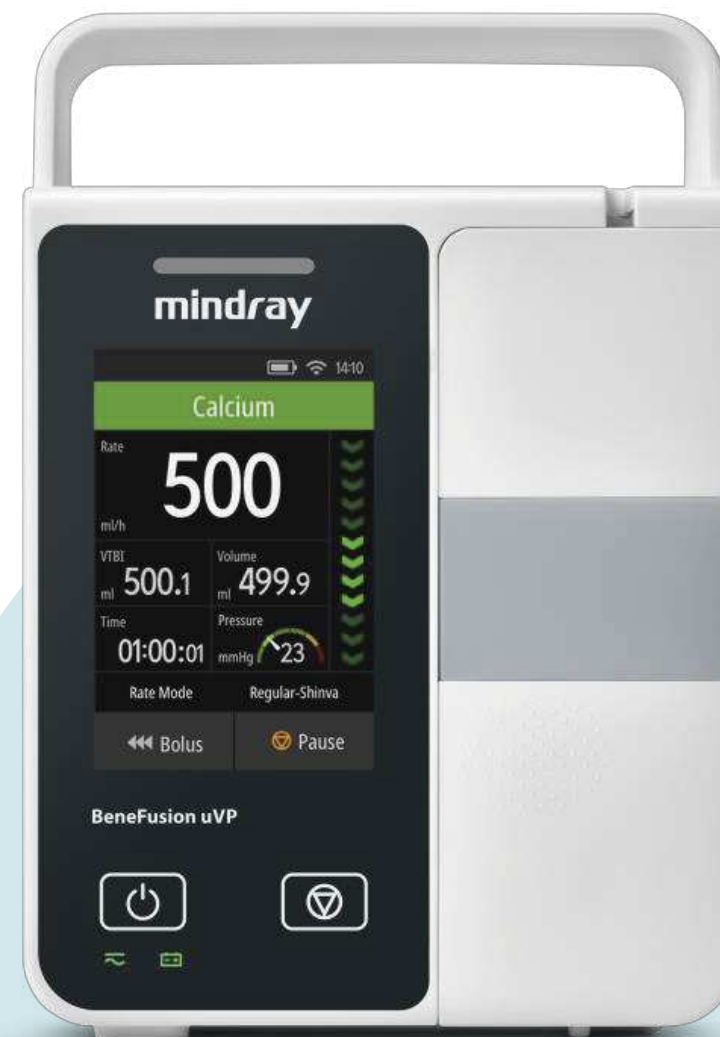 mindray
14:10
Calcium
Rate
500
ml/h
VTBI Volume
ml 500.1 ml 499.9
Time Pressure
01:00:01 mmHg 23
Rate Mode Regular-Shinva
Bolus Pause
BeneFusion uVP